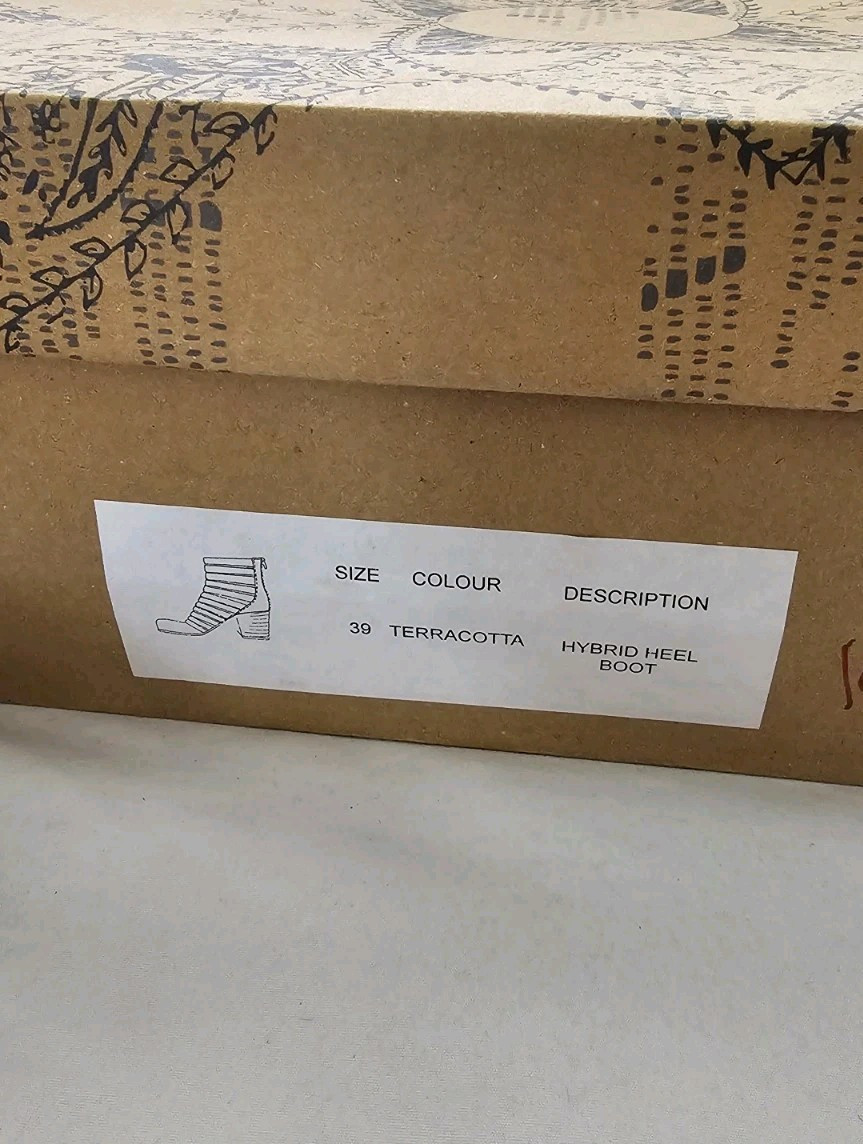 SIZE COLOUR DESCRIPTION
39 TERRACOTTA HYBRID HEEL
BOOT